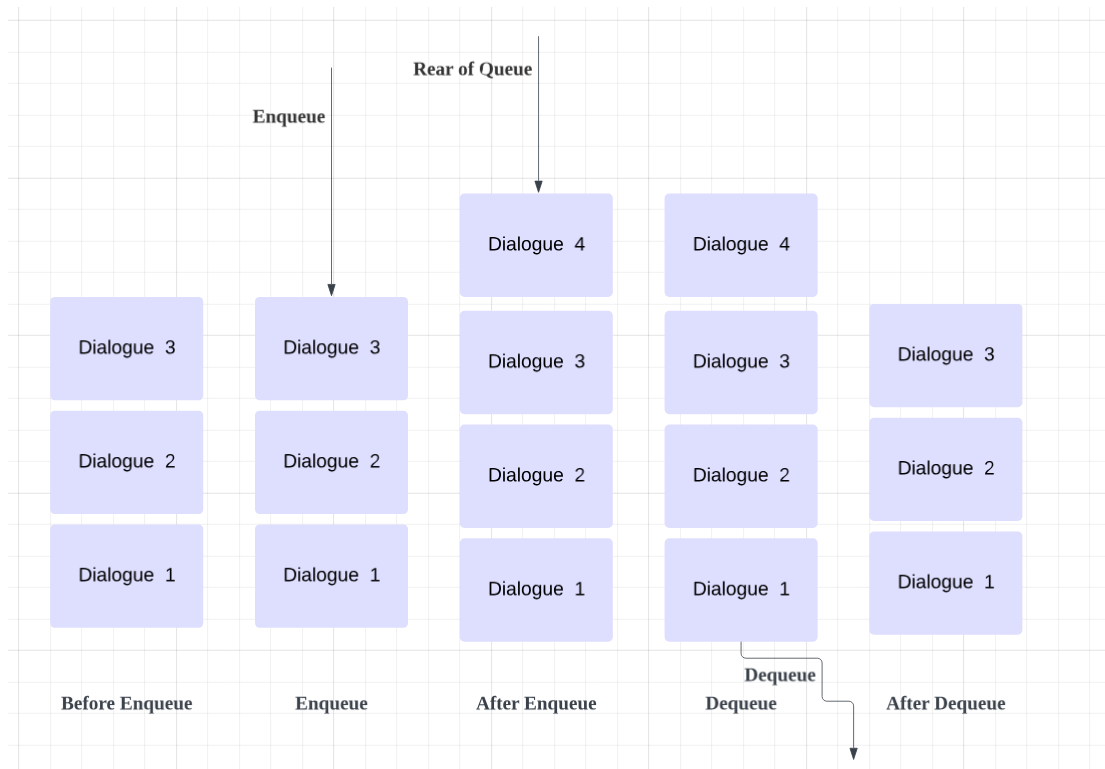 Rear of Queue
Enqueue
Dialogue 4
Dialogue 4
Dialogue 3
Dialogue 3
Dialogue 3
Dialogue 3
Dialogue 3
Dialogue 2
Dialogue 2
Dialogue 2
Dialogue 2
Dialogue 2
Dialogue 1
Dialogue 1
Dialogue 1
Dialogue 1
Dialogue 1
Dequeue
Before Enqueue
Enqueue
After Enqueue
Dequeue
After Dequeue